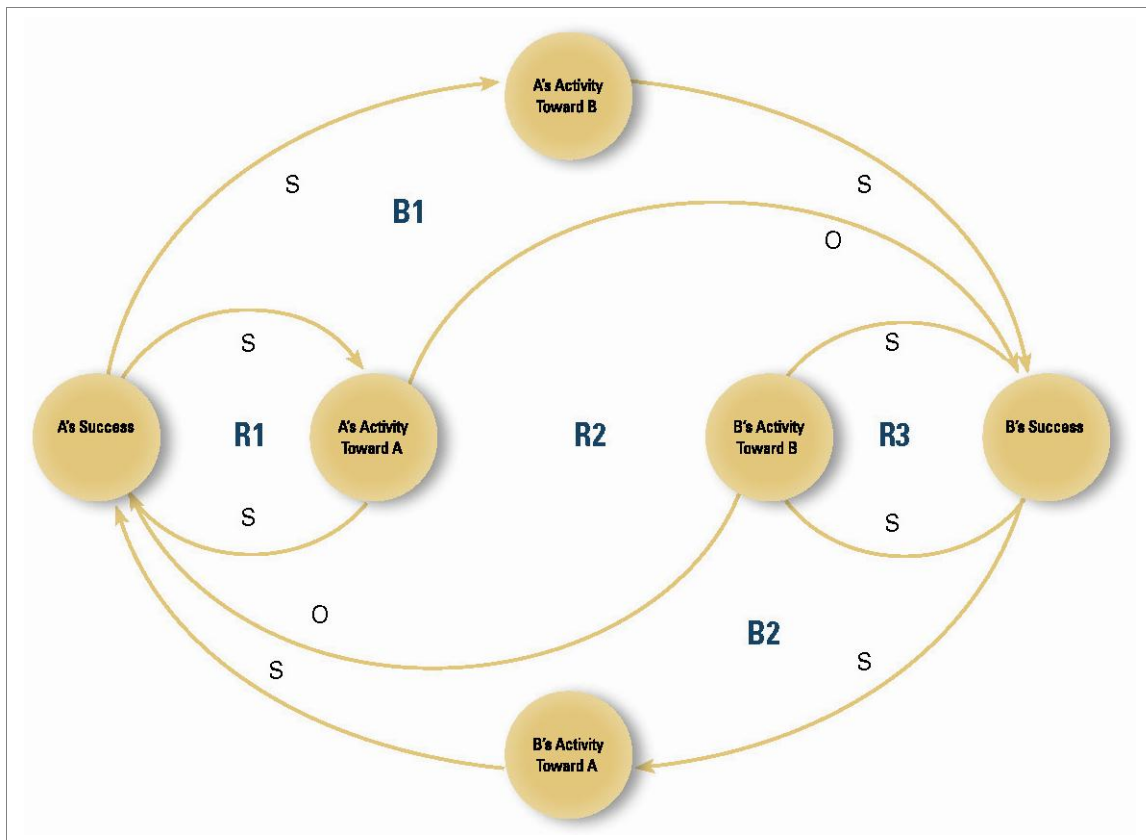 A's Activity
Toward B
S
S
B1
O
S
S
A's Success
R1
A's Activity
Toward A
R2
B's Activity
Toward B
R3
B's Success
S
S
O
B2
S
S
B's Activity
Toward A